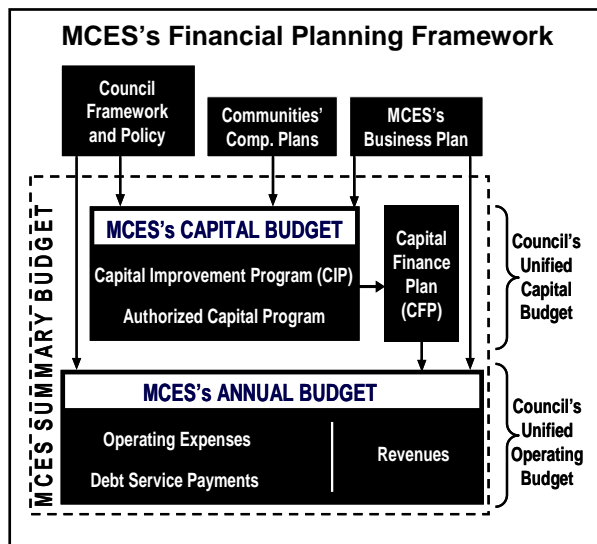 MCES's Financial Planning Framework
Council
Framework
and Policy
Communities'
Comp. Plans
MCES's
Business Plan
MCES SUMMARY BUDGET
MCES's CAPITAL BUDGET
Capital Improvement Program (CIP)
Authorized Capital Program
Capital
Finance
Plan
(CFP)
Council's
Unified
Capital
Budget
MCES's ANNUAL BUDGET
Operating Expenses
Debt Service Payments
Revenues
Council's
Unified
Operating
Budget